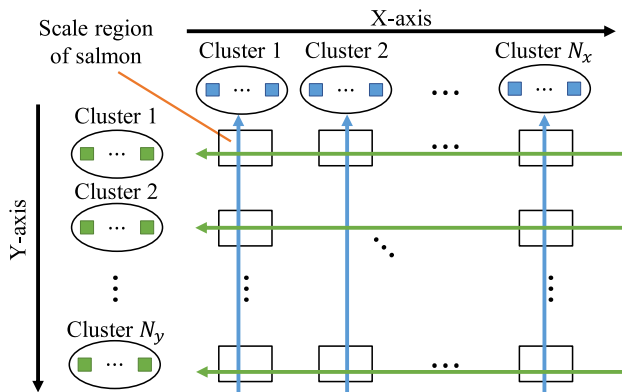 Scale region
of salmon
X-axis
Cluster 1
Cluster 2
Cluster $N_x$
Y-axis
Cluster 1
Cluster 2
Cluster $N_y$